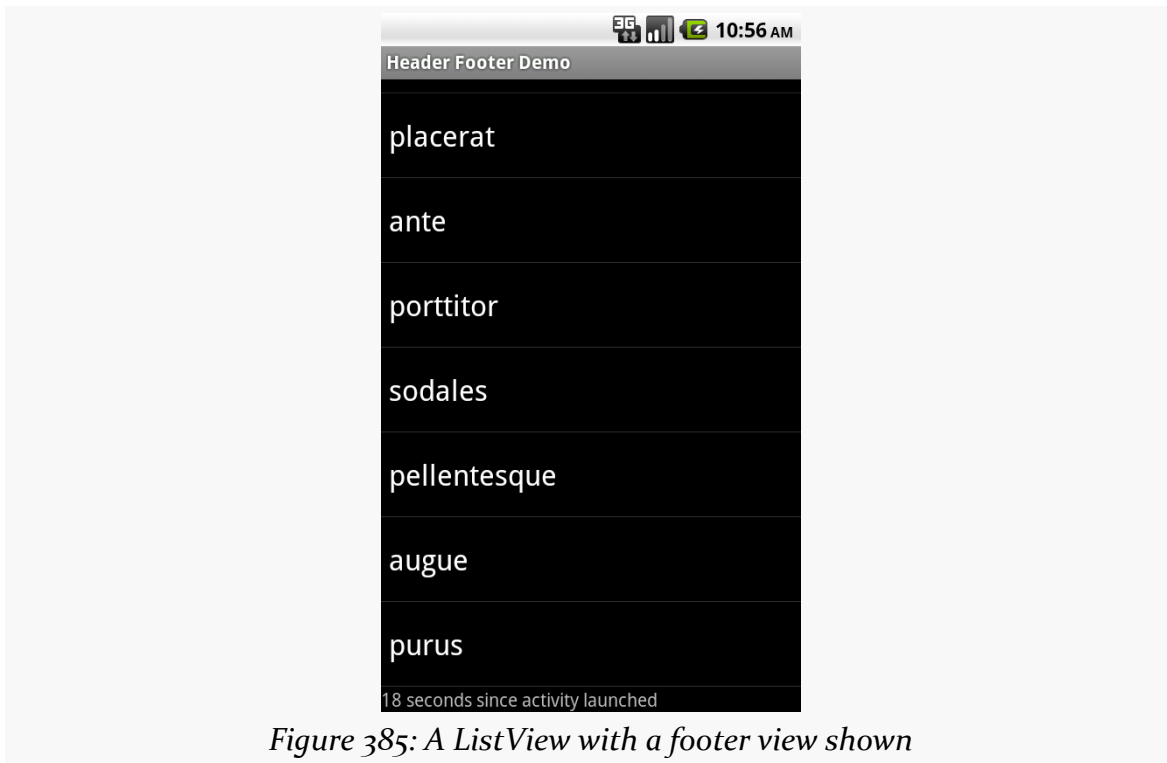 3G 10:56 AM
Header Footer Demo
placerat
ante
porttitor
sodales
pellentesque
augue
purus
18 seconds since activity launched
Figure 385: A ListView with a footer view shown